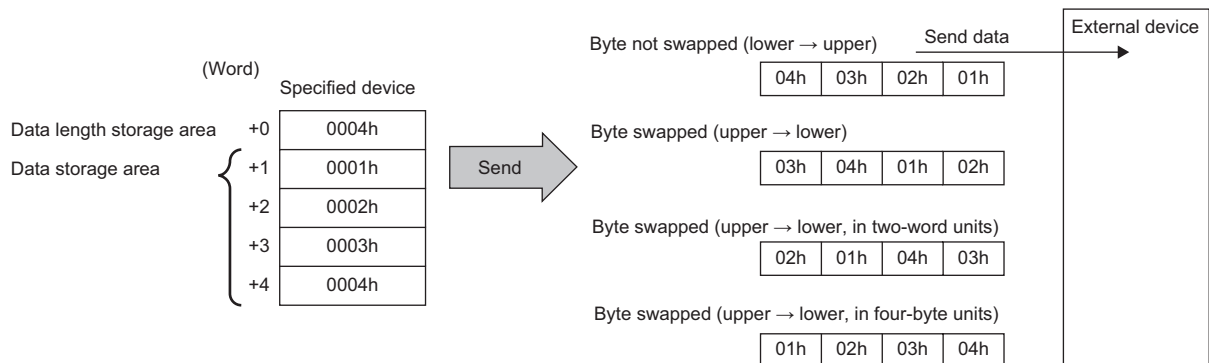 (Word)
Specified device
Data length storage area +0 0004h
Data storage area +1 0001h
+2 0002h
+3 0003h
+4 0004h
Send
Byte not swapped (lower → upper)
Send data
External device
04h 03h 02h 01h
Byte swapped (upper → lower)
03h 04h 01h 02h
Byte swapped (upper → lower, in two-word units)
02h 01h 04h 03h
Byte swapped (upper → lower, in four-byte units)
01h 02h 03h 04h